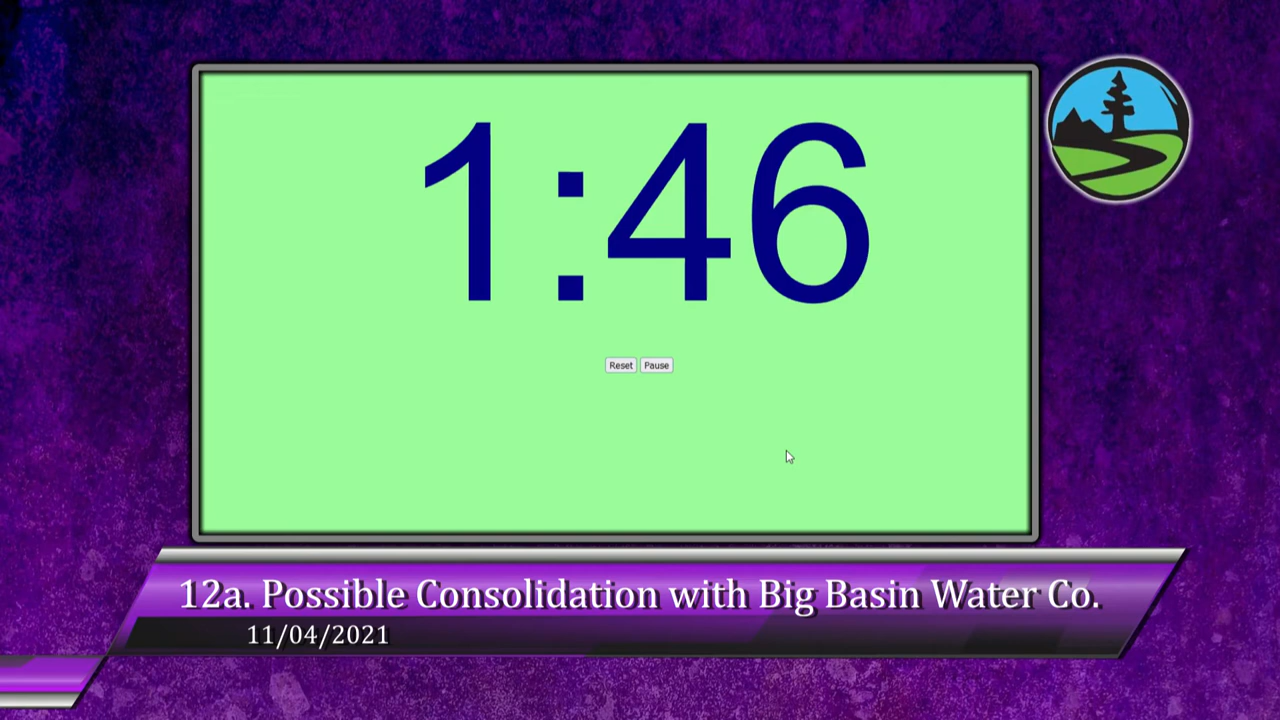 1:46
Reset Pause
12a. Possible Consolidation with Big Basin Water Co.
11/04/2021